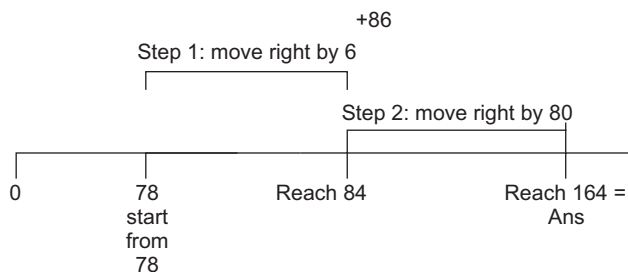 +86
Step 1: move right by 6
Step 2: move right by 80
0
78
start
from
78
Reach 84
Reach 164 =
Ans